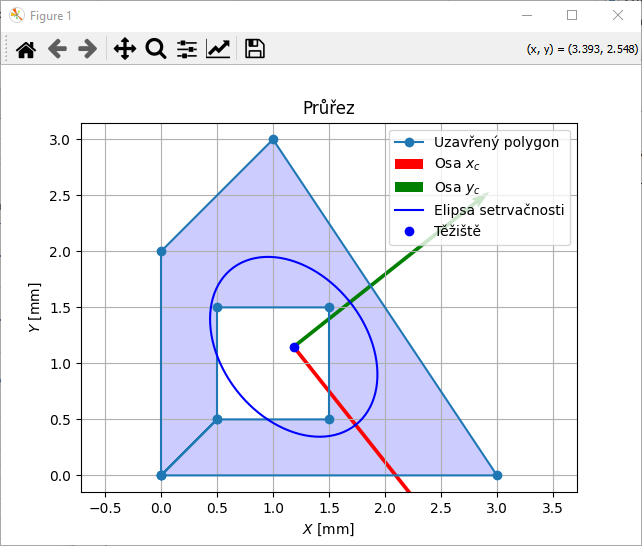 Figure 1
(x, y) = (3.393, 2.548)
Průřez
Uzavřený polygon
Osa x_c
Osa y_c
Elipsa setrvačnosti
Těžiště
3.0
2.5
2.0
1.5
1.0
0.5
0.0
Y [mm]
−0.5 0.0 0.5 1.0 1.5 2.0 2.5 3.0 3.5
X [mm]